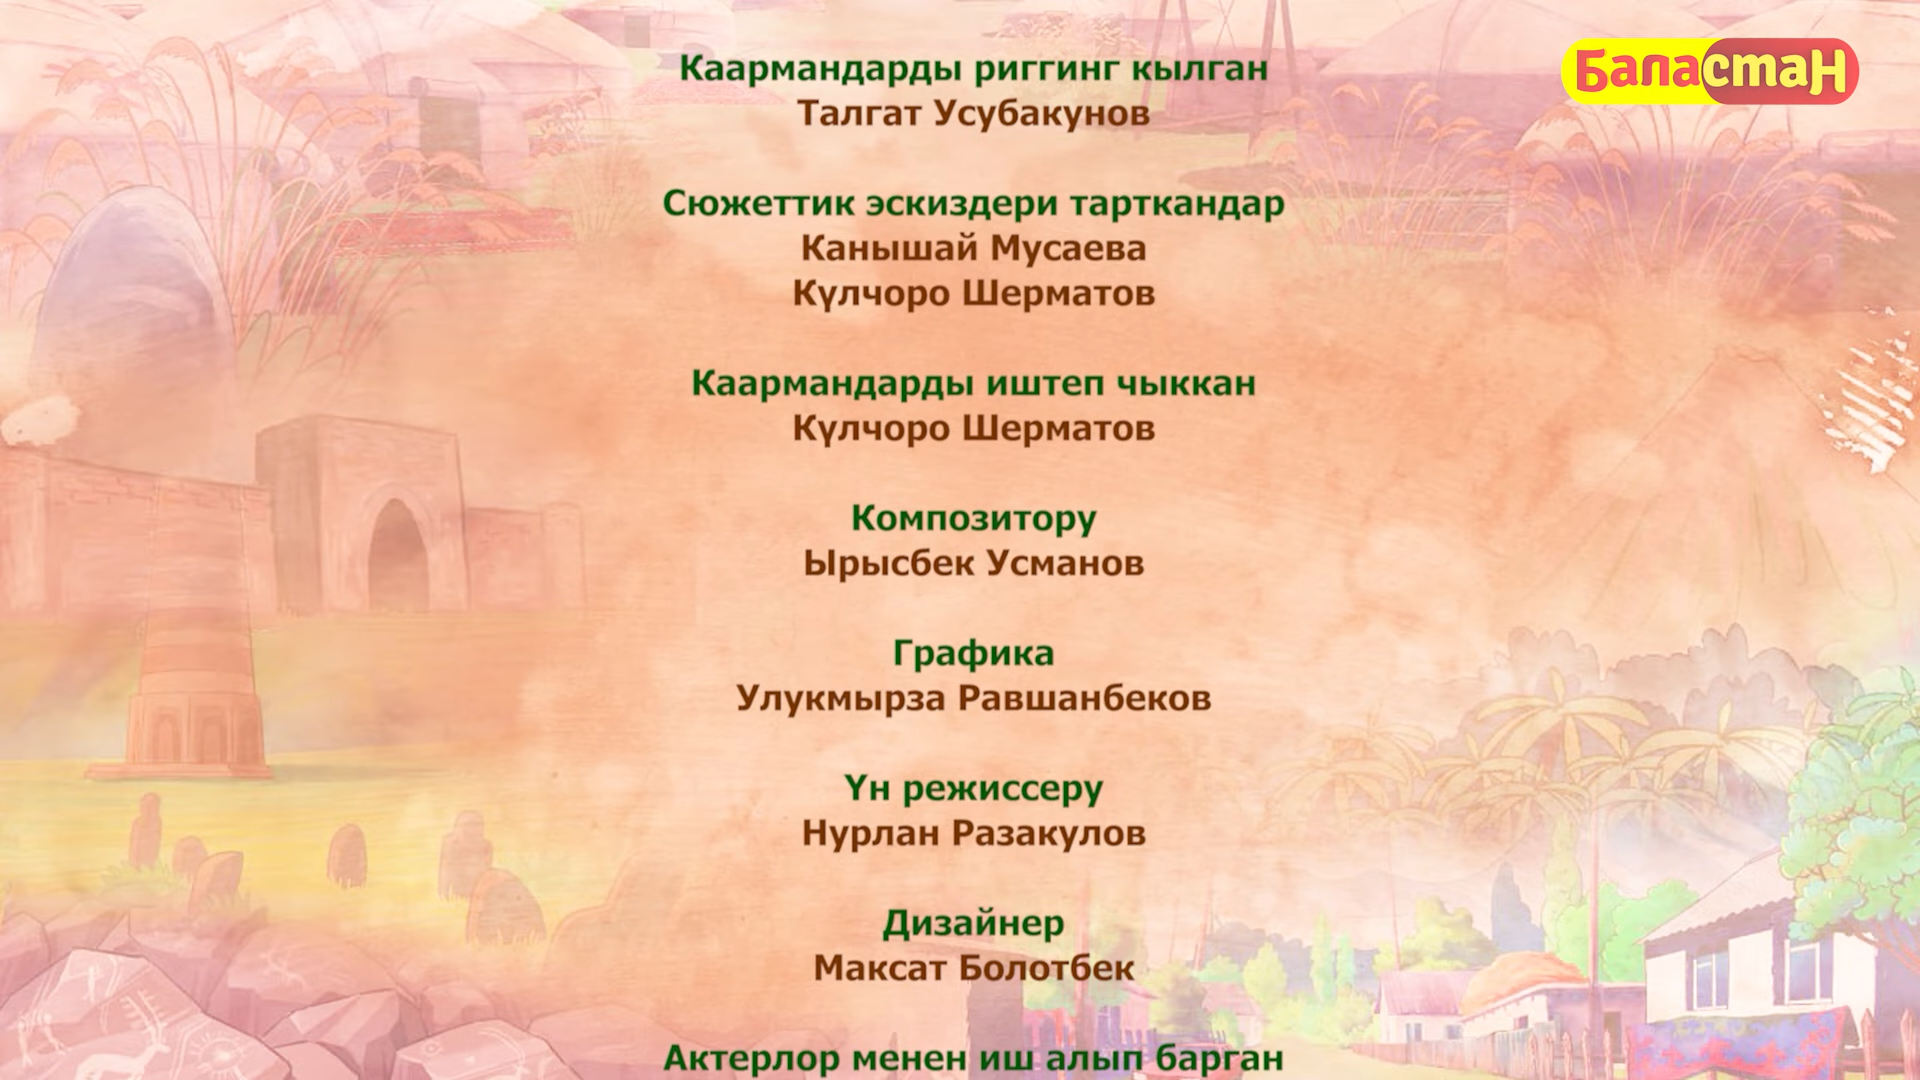 Баластан
Каармандарды риггинг кылган
Талгат Усубакунов
Сюжеттик эскиздери тарткандар
Канышай Мусаева
Күлчоро Шерматов
Каармандарды иштеп чыккан
Күлчоро Шерматов
Композитору
Ырысбек Усманов
Графика
Улукмырза Равшанбеков
Үн режиссеру
Нурлан Разакулов
Дизайнер
Максат Болотбек
Актерлор менен иш алып барган